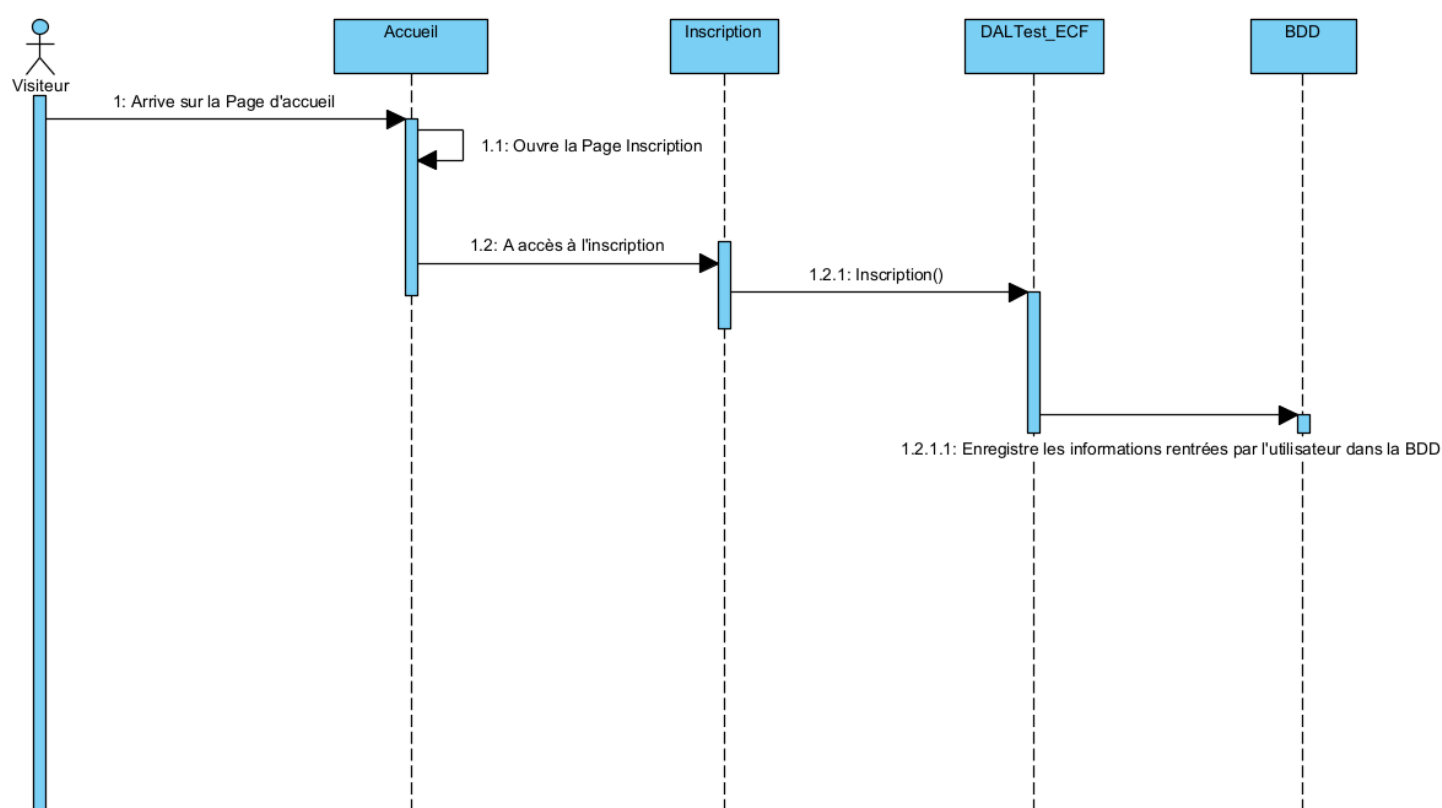 Accueil
Inscription
DALTest_ECF
BDD
Visiteur
1: Arrive sur la Page d'accueil
1.1: Ouvre la Page Inscription
1.2: A accès à l'inscription
1.2.1: Inscription()
1.2.1.1: Enregistre les informations rentrées par l'utilisateur dans la BDD